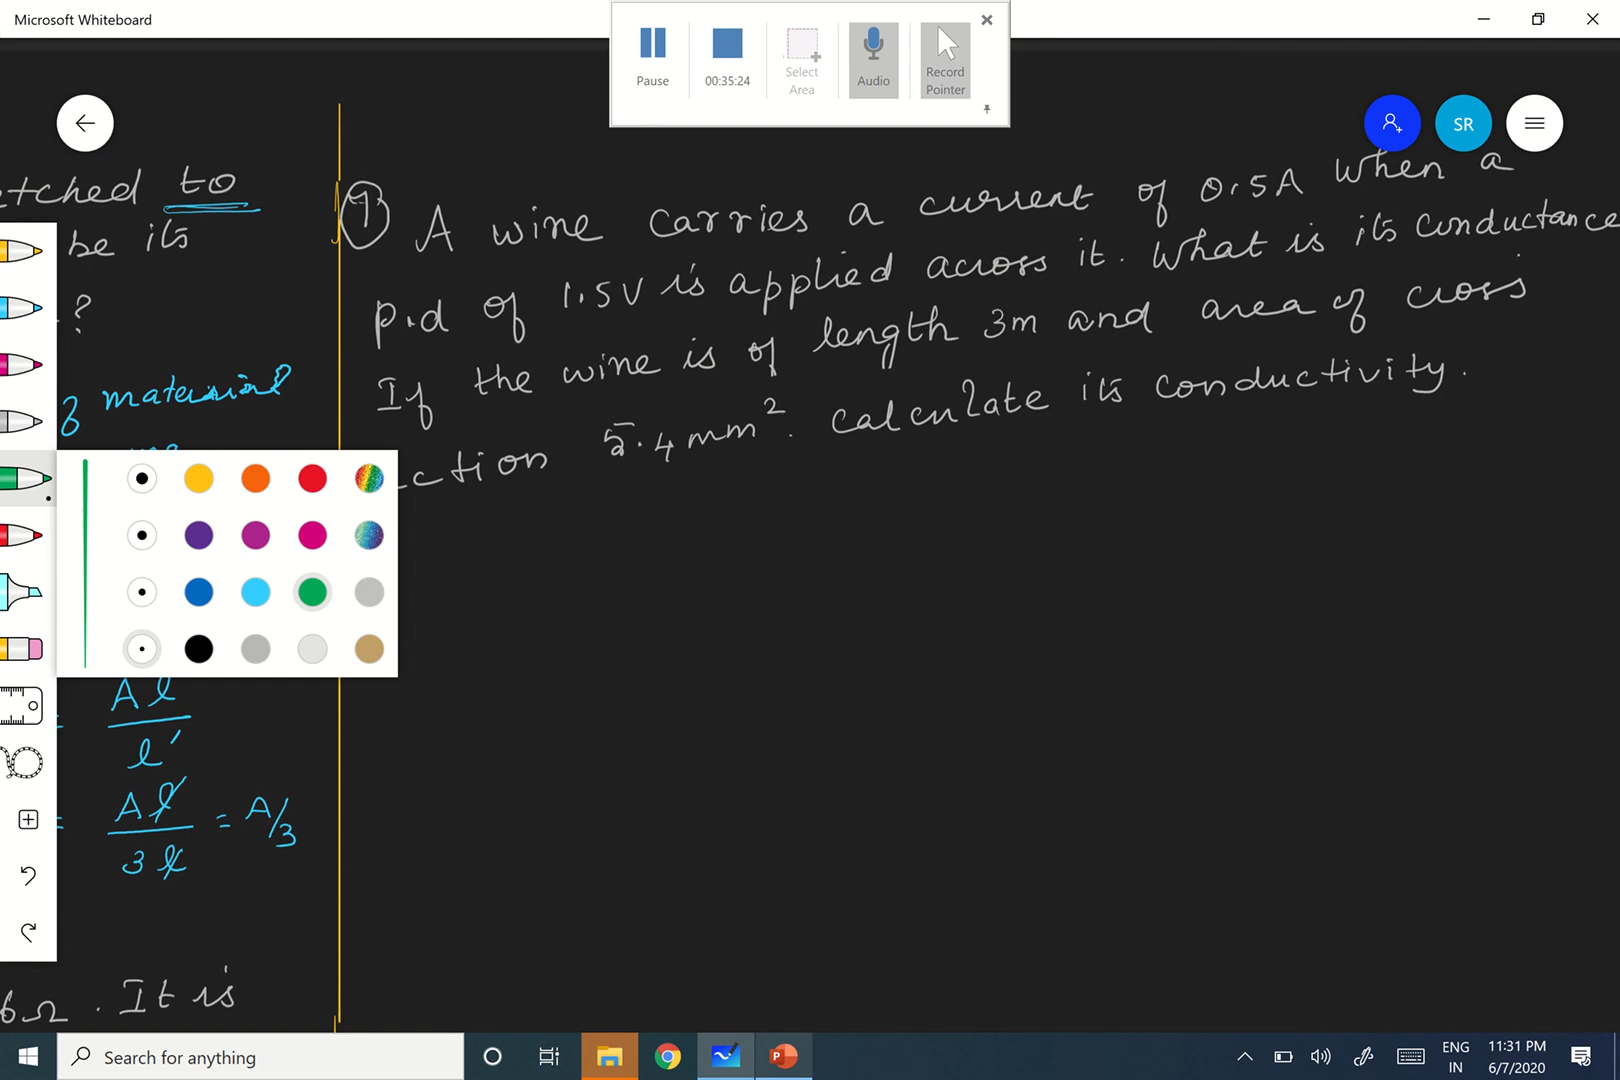 Microsoft Whiteboard
Pause
00:35:24
Select
Area
Audio
Record
Pointer
SR
etched to
be its
?
material
Al
l'
= Al = A/3
3l
6Ω. It is
7 A wire carries a current of 0.5A when a
p.d of 1.5V is applied across it. What is its conductance
If the wire is of length 3m and area of cross
ction 5.4mm². Calculate its conductivity.
Search for anything
ENG
IN
11:31 PM
6/7/2020